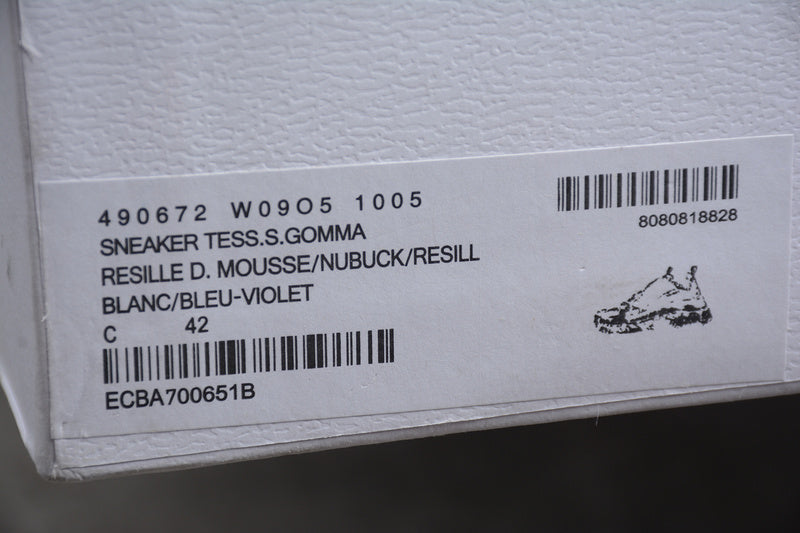 490672 W09O5 1005
SNEAKER TESS.S.GOMMA
RESILLE D. MOUSSE/NUBUCK/RESILL
BLANC/BLEU-VIOLET
C 42
ECBA700651B
8080818828